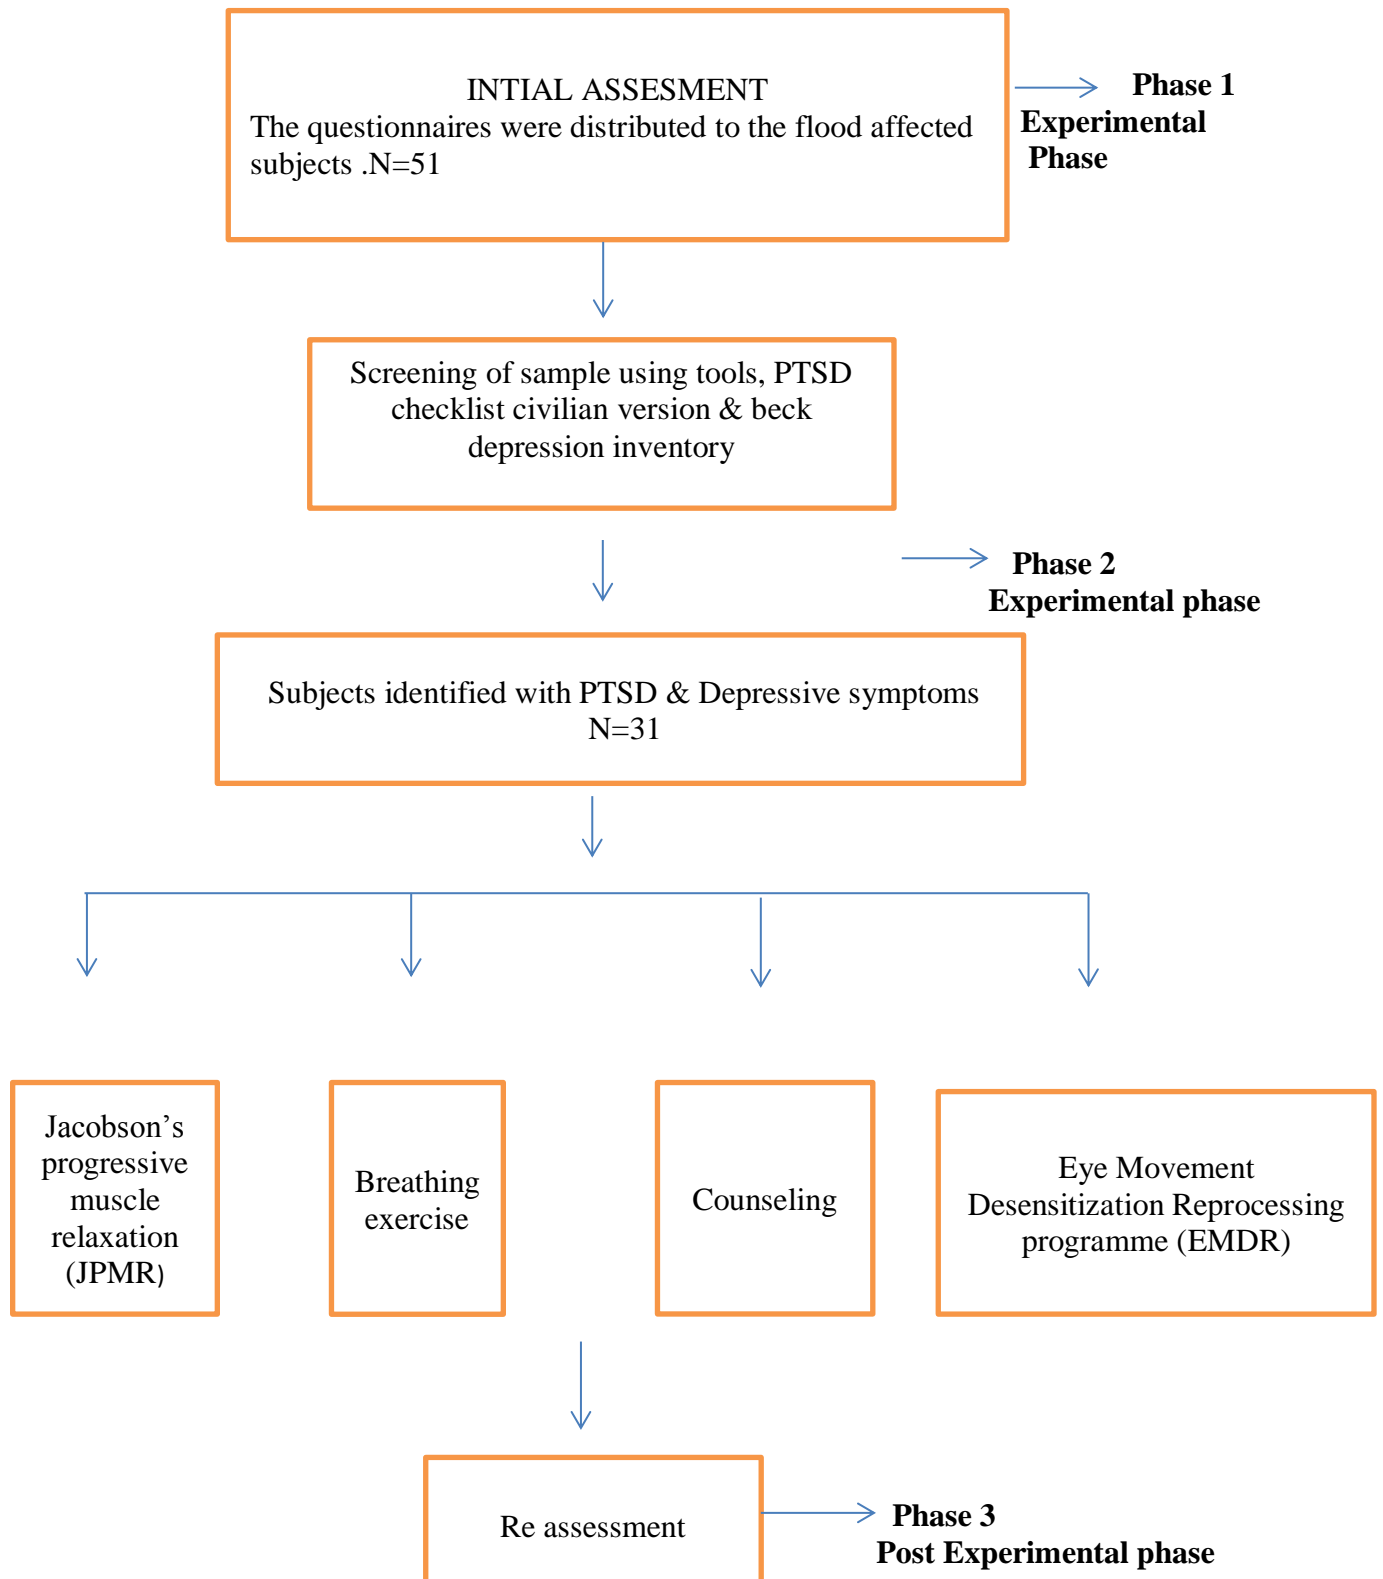 INTIAL ASSESMENT
The questionnaires were distributed to the flood affected
subjects .N=51
Phase 1
Experimental
Phase
Screening of sample using tools, PTSD
checklist civilian version & beck
depression inventory
Phase 2
Experimental phase
Subjects identified with PTSD & Depressive symptoms
N=31
Jacobson’s
progressive
muscle
relaxation
(JPMR)
Breathing
exercise
Counseling
Eye Movement
Desensitization Reprocessing
programme (EMDR)
Re assessment
Phase 3
Post Experimental phase